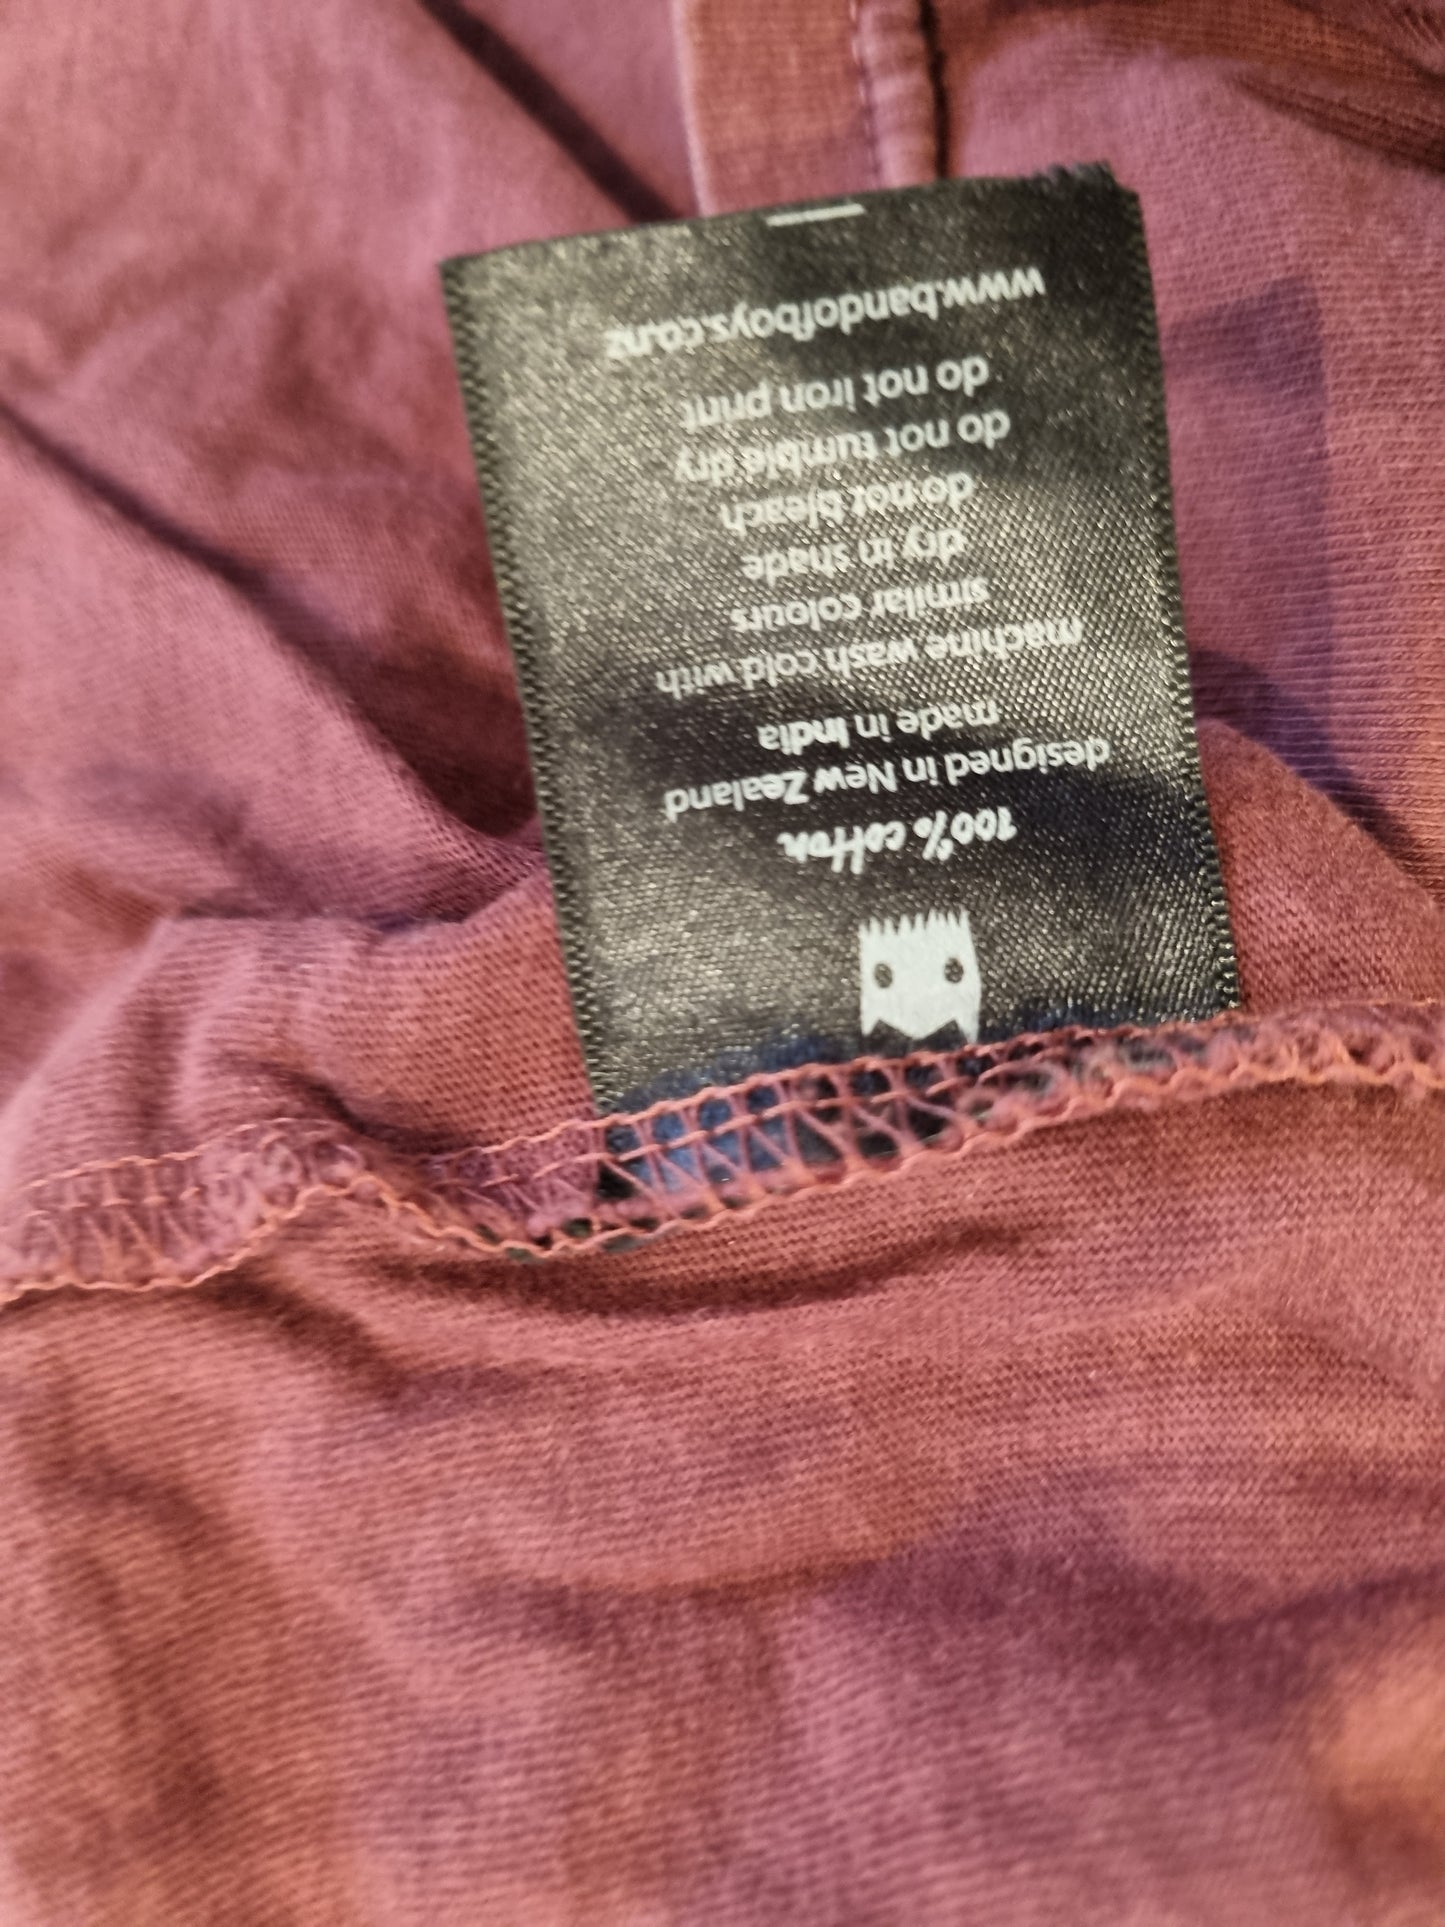 100% cotton
designed in New Zealand
made in India
machine wash cold with
similar colours
dry in shade
do not bleach
do not tumble dry
do not iron print
www.bandofboys.co.nz